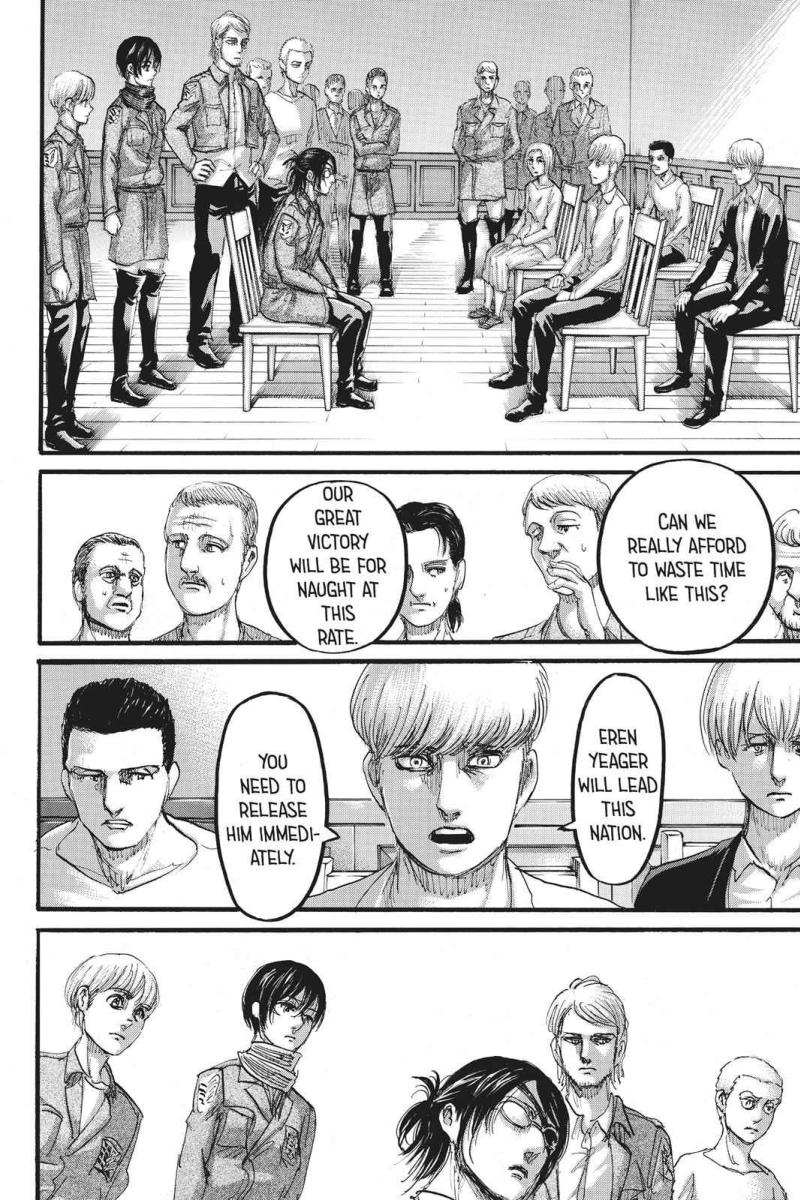 CAN WE
REALLY AFFORD
TO WASTE TIME
LIKE THIS?
OUR
GREAT
VICTORY
WILL BE FOR
NAUGHT AT
THIS
RATE.
EREN
YEAGER
WILL LEAD
THIS
NATION.
YOU
NEED TO
RELEASE
HIM IMMEDI-
ATELY.